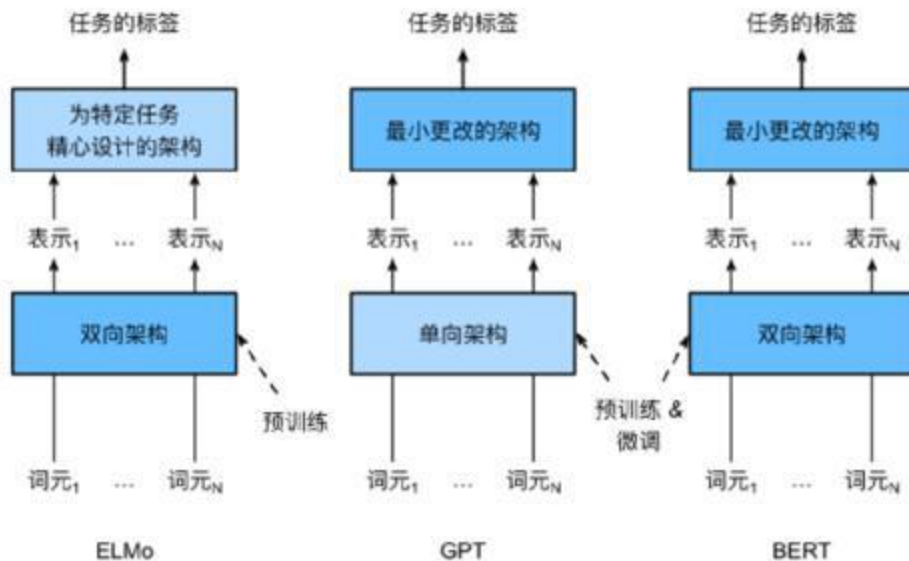 任务的标签 任务的标签 任务的标签
为特定任务
精心设计的架构
最小更改的架构 最小更改的架构
表示1 ... 表示N 表示1 ... 表示N 表示1 ... 表示N
双向架构 单向架构 双向架构
预训练
预训练 &
微调
词元1 ... 词元N 词元1 ... 词元N 词元1 ... 词元N
ELMo GPT BERT